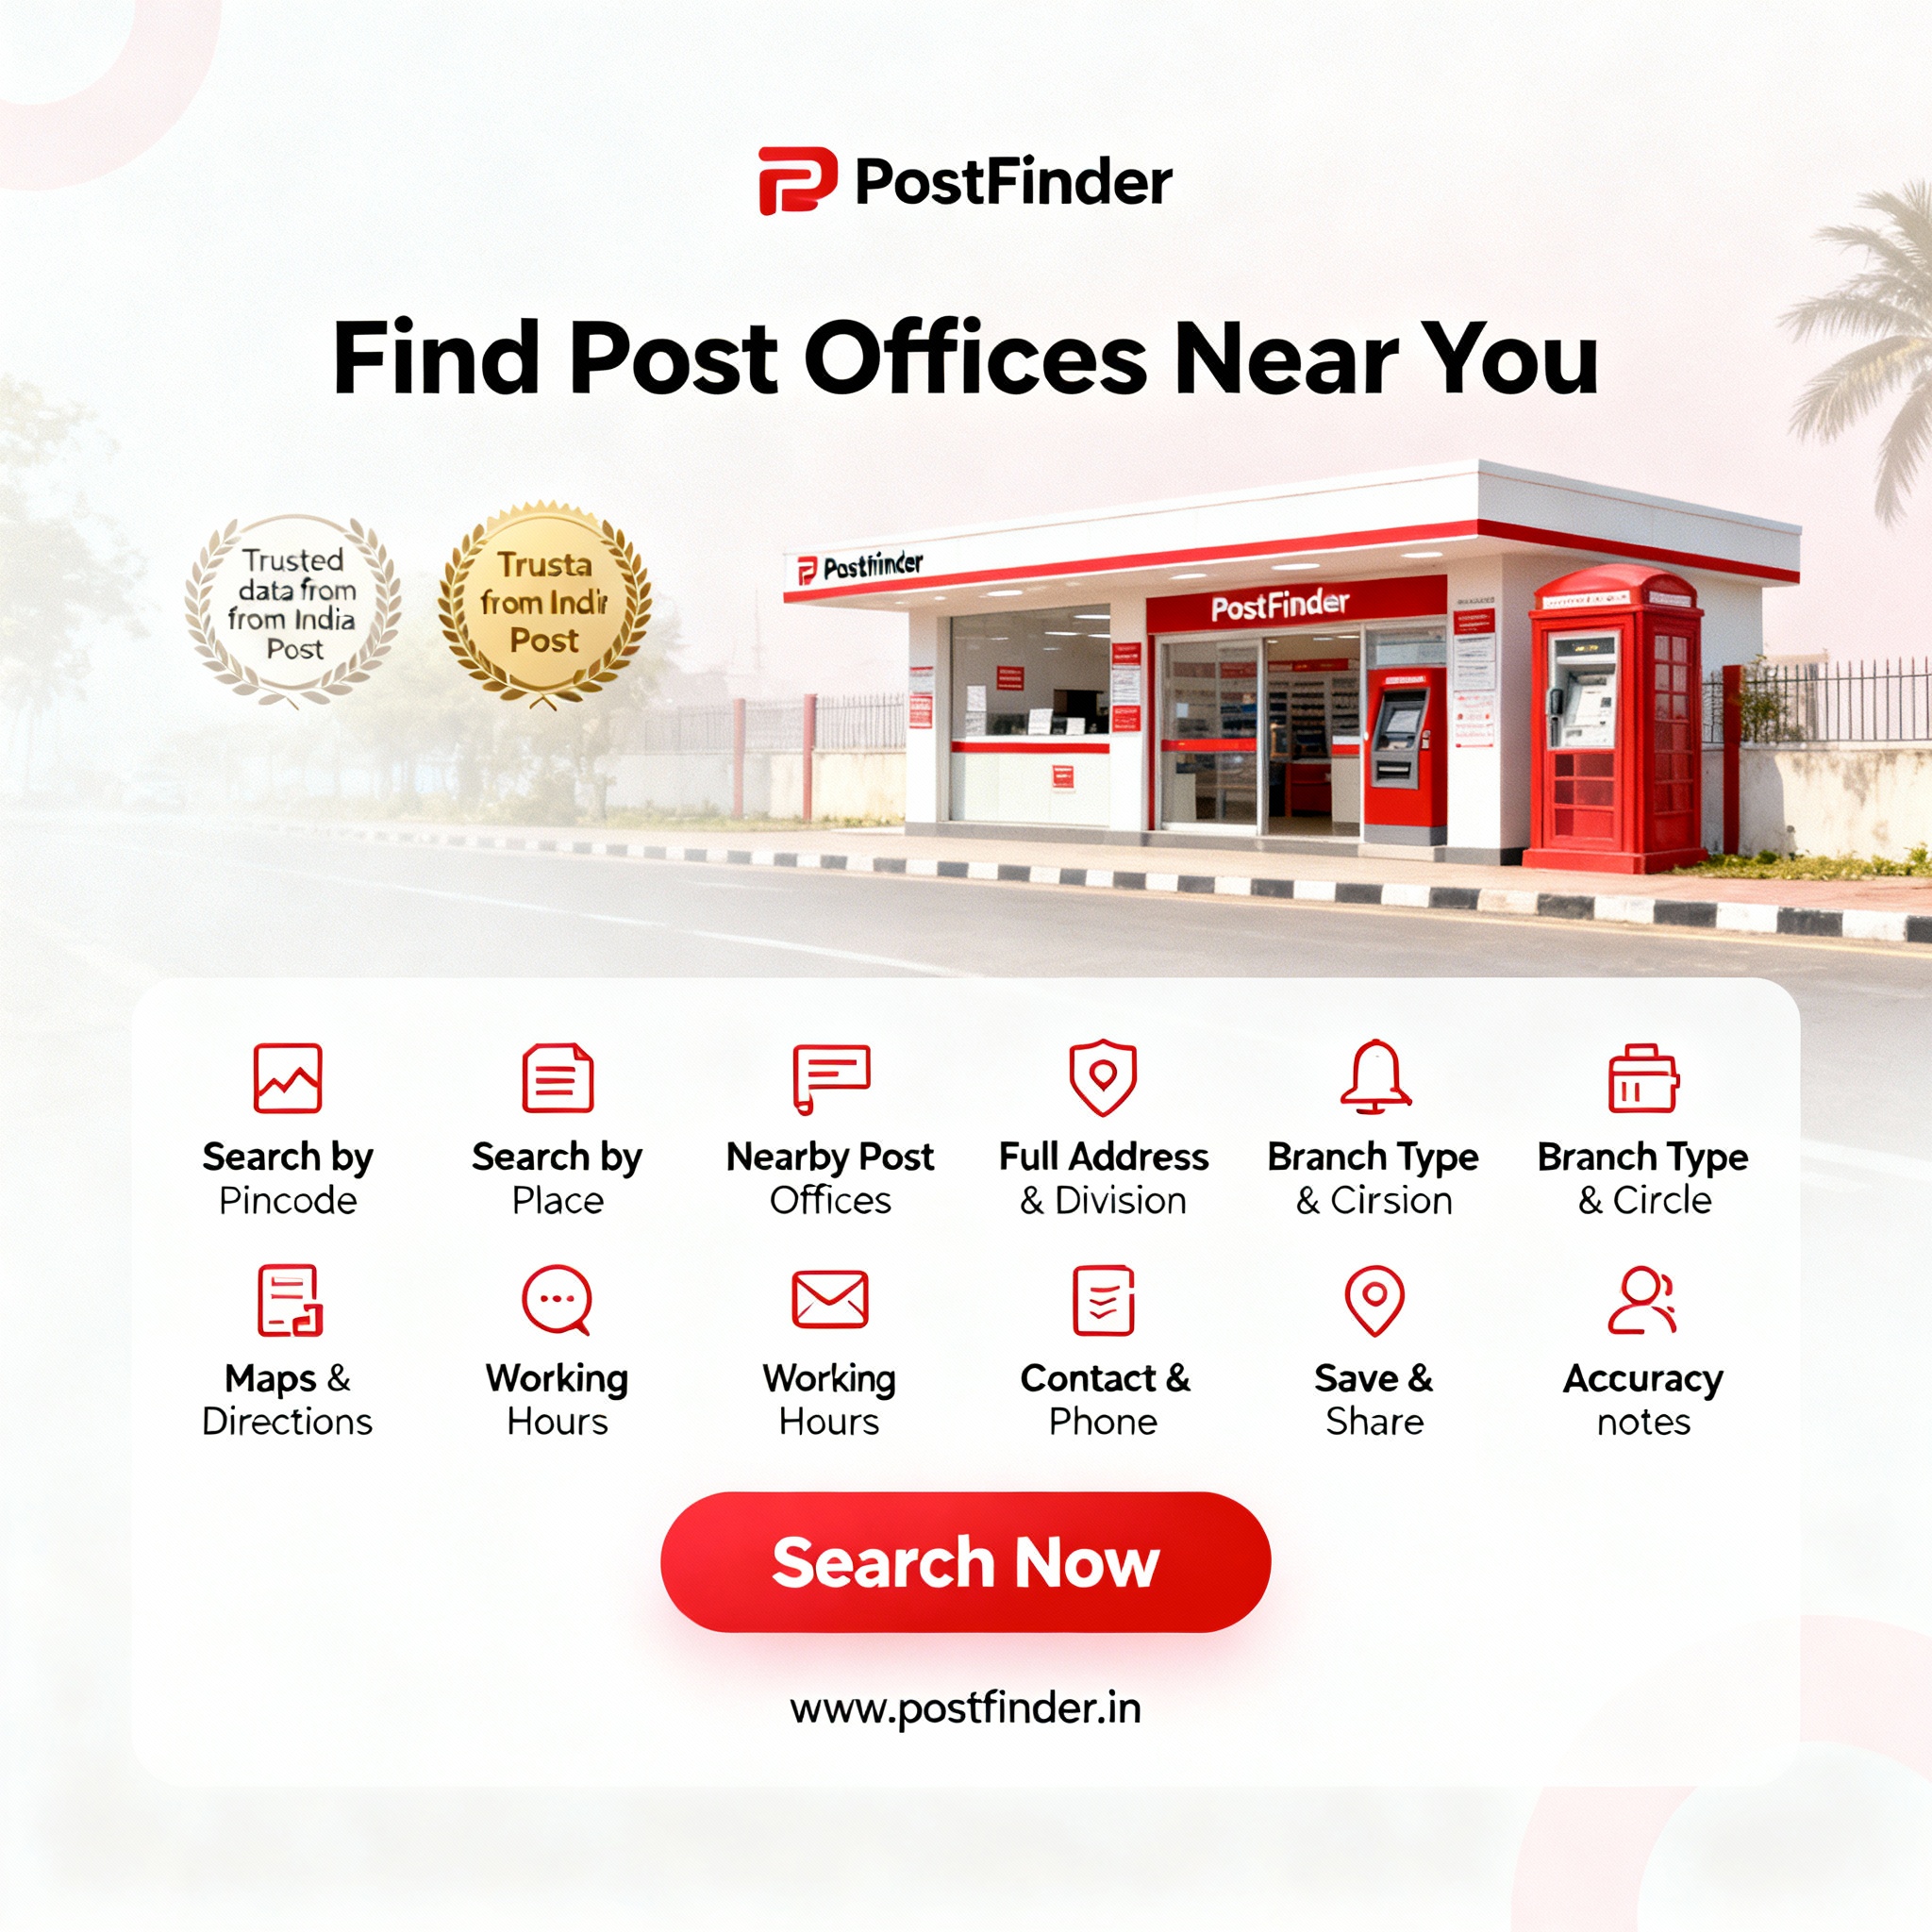 PostFinder
Find Post Offices Near You
Trusted
data from
from India
Post
Trusta
from Indir
Post
Postfiinder
PostFinder
Search by
Pincode
Search by
Place
Nearby Post
Offices
Full Address
& Division
Branch Type
& Cirsion
Branch Type
& Circle
Maps &
Directions
Working
Hours
Working
Hours
Contact &
Phone
Save &
Share
Accuracy
notes
Search Now
www.postfinder.in